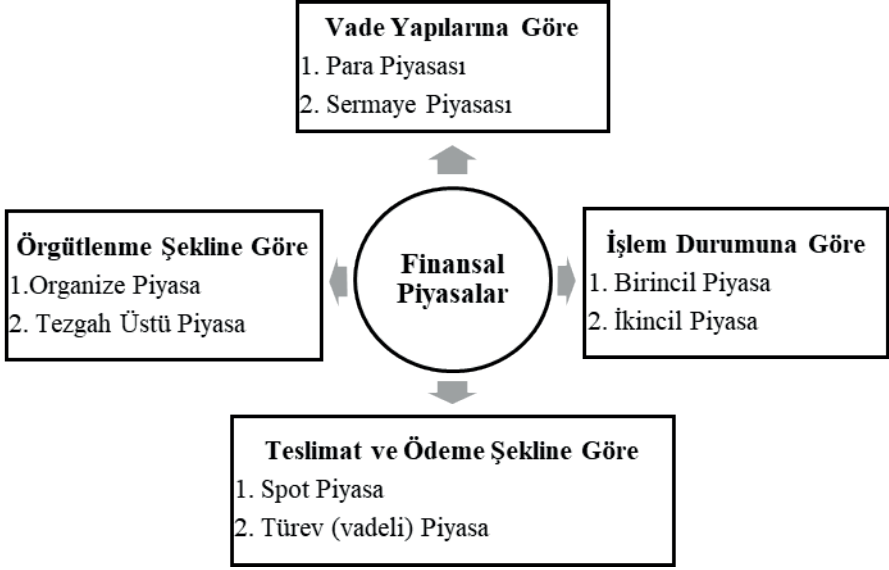 Vade Yapılarına Göre
1. Para Piyasası
2. Sermaye Piyasası
Örgütlenme Şekline Göre
1.Organize Piyasa
2. Tezgah Üstü Piyasa
Finansal
Piyasalar
İşlem Durumuna Göre
1. Birincil Piyasa
2. İkincil Piyasa
Teslimat ve Ödeme Şekline Göre
1. Spot Piyasa
2. Türev (vadeli) Piyasa